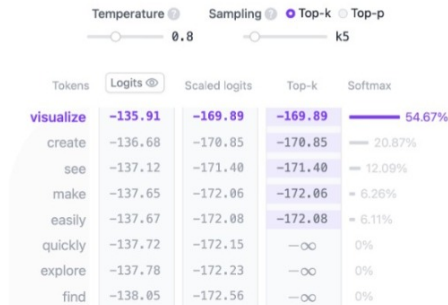 Temperature ? Sampling ? Top-k Top-p
0.8 k5
Tokens Logits Scaled logits Top-k Softmax
visualize -135.91 -169.89 -169.89 54.67%
create -136.68 -170.85 -170.85 20.87%
see -137.12 -171.40 -171.40 12.09%
make -137.65 -172.06 -172.06 6.26%
easily -137.67 -172.08 -172.08 6.11%
quickly -137.72 -172.15 -∞ 0%
explore -137.78 -172.23 -∞ 0%
find -138.05 -172.56 -∞ 0%